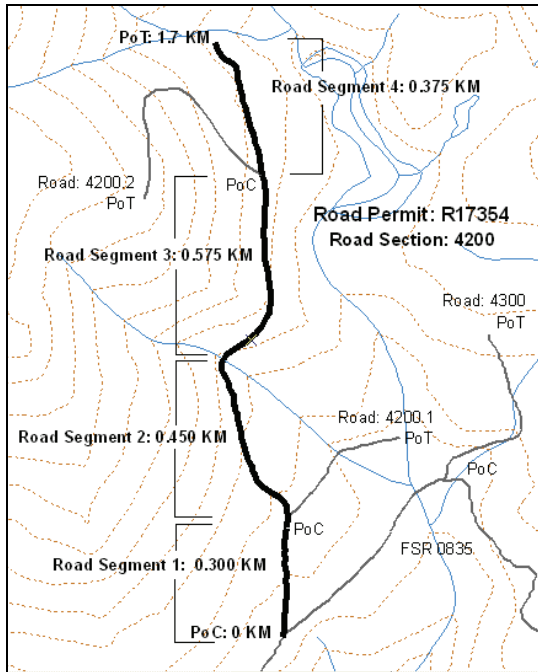 PoT: 1.7 KM
Road Segment 4: 0.375 KM
Road: 4200.2
PoT
PoC
Road Permit: R17354
Road Section: 4200
Road Segment 3: 0.575 KM
Road: 4300
PoT
Road: 4200.1
PoT
Road Segment 2: 0.450 KM
PoC
PoC
FSR 0835
Road Segment 1: 0.300 KM
PoC: 0 KM